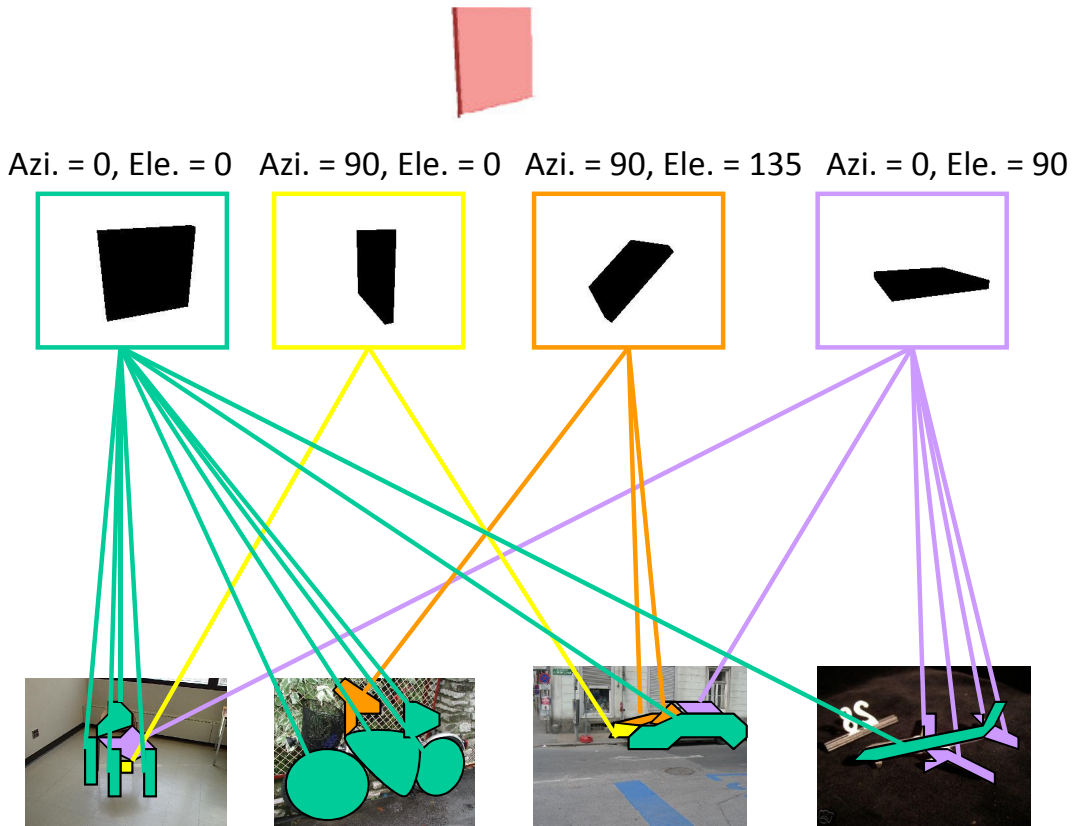 Azi. = 0, Ele. = 0
Azi. = 90, Ele. = 0
Azi. = 90, Ele. = 135
Azi. = 0, Ele. = 90